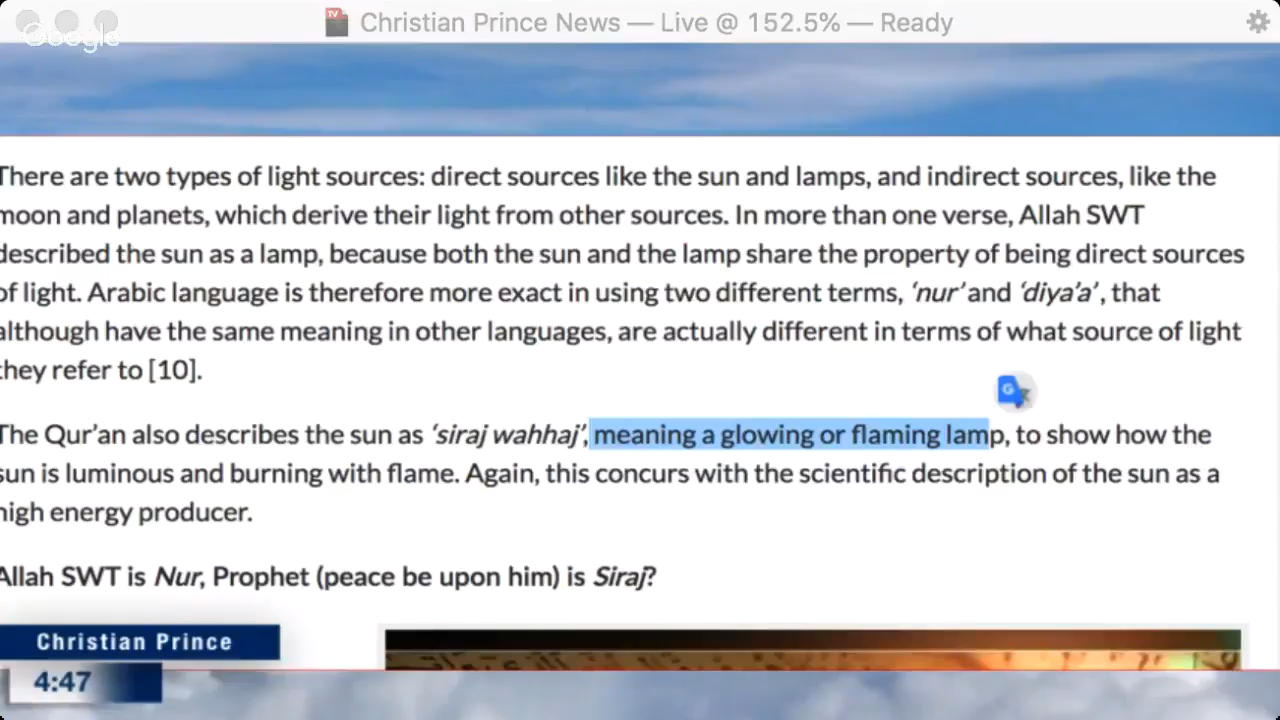 Christian Prince News — Live @ 152.5% — Ready
Google
There are two types of light sources: direct sources like the sun and lamps, and indirect sources, like the
moon and planets, which derive their light from other sources. In more than one verse, Allah SWT
described the sun as a lamp, because both the sun and the lamp share the property of being direct sources
of light. Arabic language is therefore more exact in using two different terms, ‘nur’ and ‘diya’a’, that
although have the same meaning in other languages, are actually different in terms of what source of light
they refer to [10].
The Qur’an also describes the sun as ‘siraj wahhaj’, meaning a glowing or flaming lamp, to show how the
sun is luminous and burning with flame. Again, this concurs with the scientific description of the sun as a
high energy producer.
Allah SWT is Nur, Prophet (peace be upon him) is Siraj?
Christian Prince
4:47